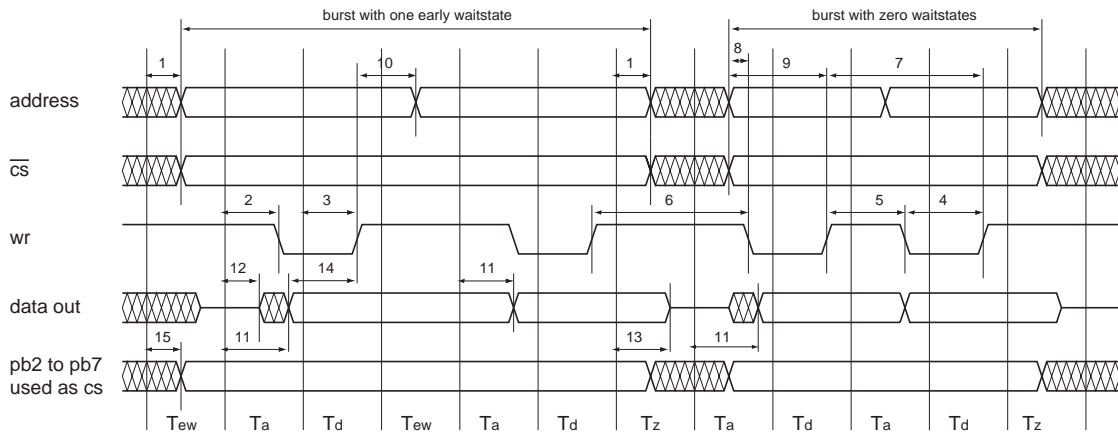 burst with one early waitstate burst with zero waitstates
8
1 10 1 9 7
address
cs
2 3 6 5 4
wr
12 14 11
data out
15 11 13 11
pb2 to pb7
used as cs
Tew Ta Td Tew Ta Td Tz Ta Td Ta Td Tz